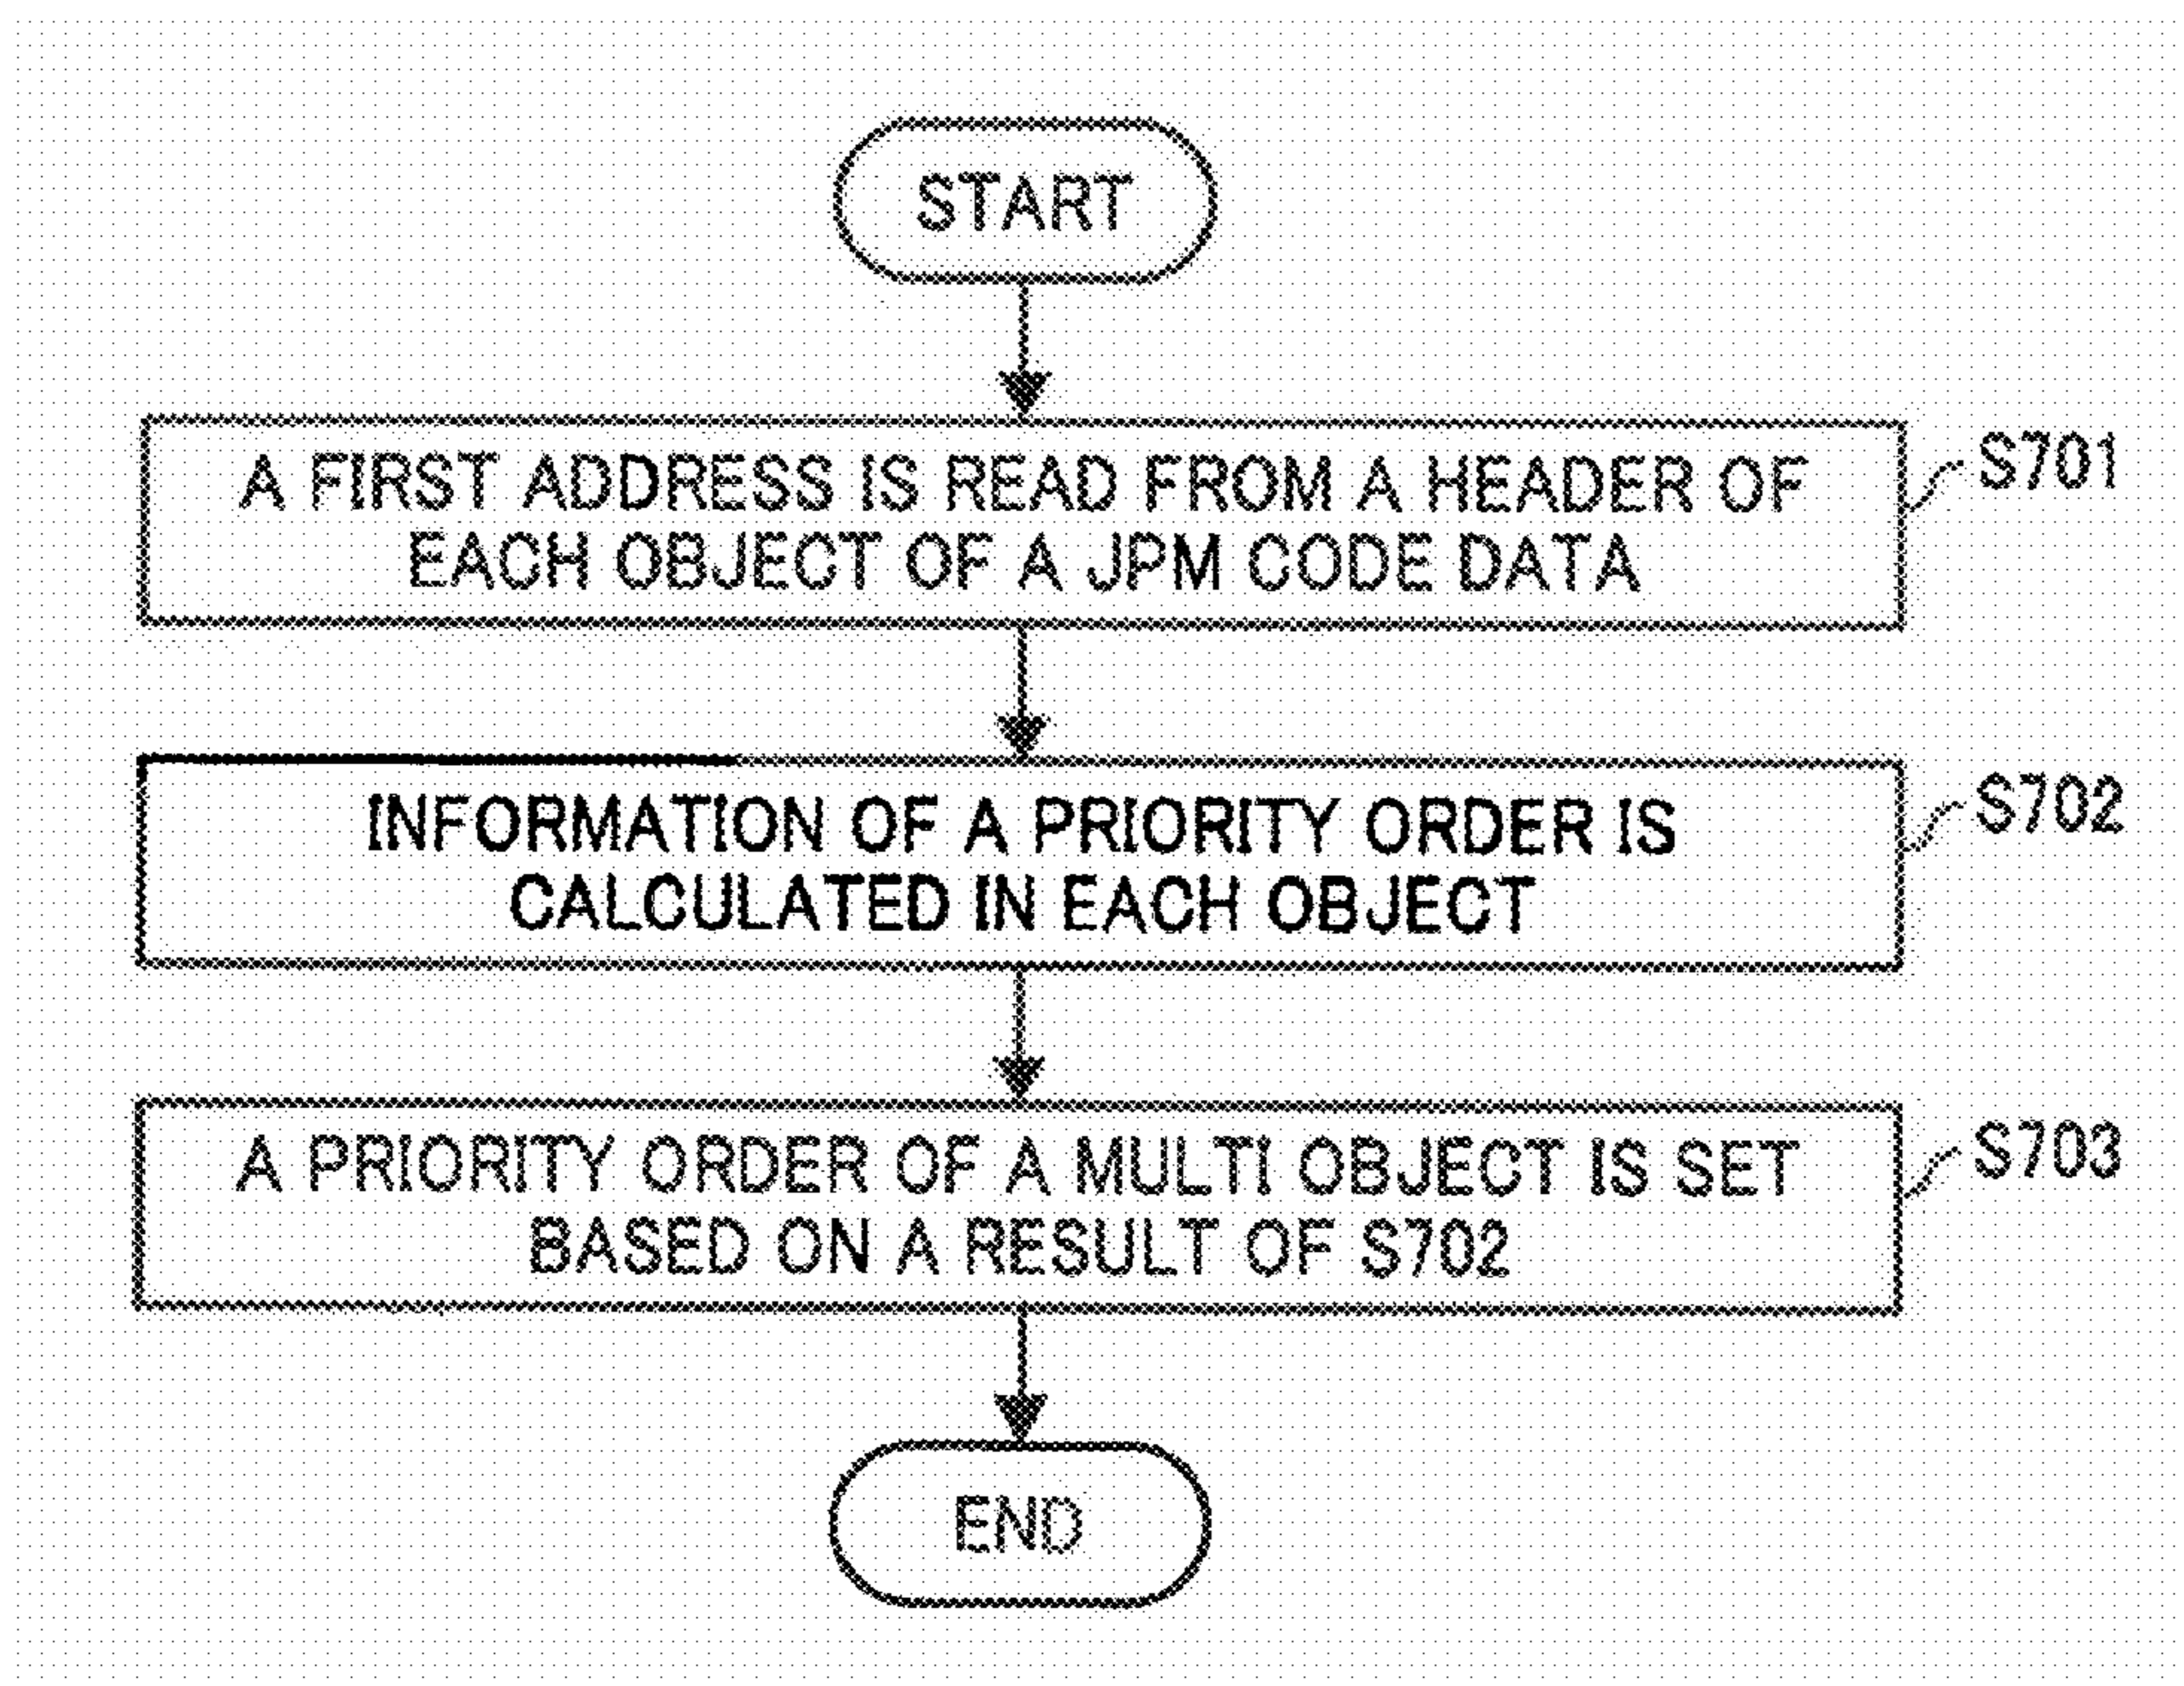 START
A FIRST ADDRESS IS READ FROM A HEADER OF
EACH OBJECT OF A JPM CODE DATA
S701
INFORMATION OF A PRIORITY ORDER IS
CALCULATED IN EACH OBJECT
S702
A PRIORITY ORDER OF A MULTI OBJECT IS SET
BASED ON A RESULT OF S702
S703
END